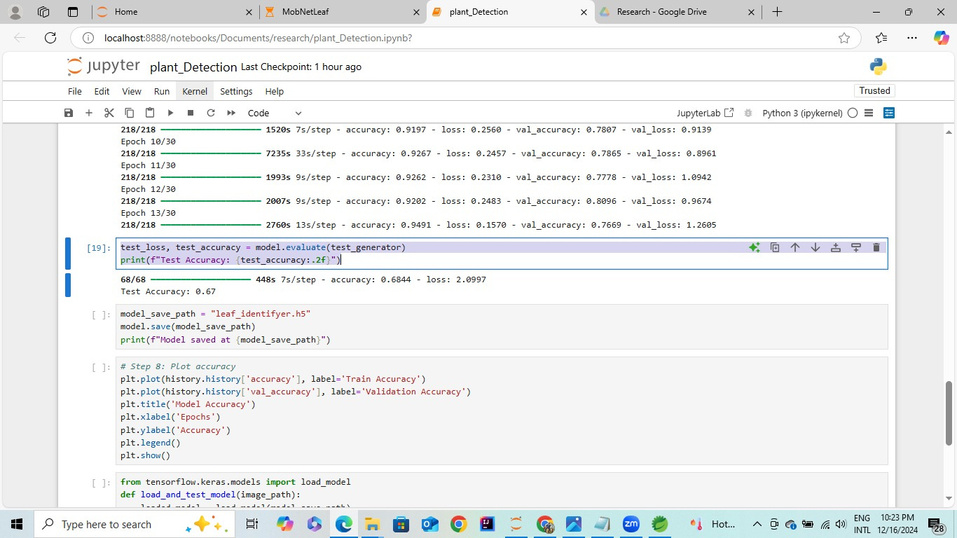 Home
MobNetLeaf
plant_Detection
Research - Google Drive
localhost:8888/notebooks/Documents/research/plant_Detection.ipynb?
jupyter plant_Detection Last Checkpoint: 1 hour ago
File Edit View Run Kernel Settings Help
Trusted
Code
JupyterLab
Python 3 (ipykernel)
218/218 1520s 7s/step - accuracy: 0.9197 - loss: 0.2560 - val_accuracy: 0.7807 - val_loss: 0.9139
Epoch 10/30
218/218 7235s 33s/step - accuracy: 0.9267 - loss: 0.2457 - val_accuracy: 0.7865 - val_loss: 0.8961
Epoch 11/30
218/218 1993s 9s/step - accuracy: 0.9262 - loss: 0.2310 - val_accuracy: 0.7778 - val_loss: 1.0942
Epoch 12/30
218/218 2007s 9s/step - accuracy: 0.9202 - loss: 0.2483 - val_accuracy: 0.8096 - val_loss: 0.9674
Epoch 13/30
218/218 2760s 13s/step - accuracy: 0.9491 - loss: 0.1570 - val_accuracy: 0.7669 - val_loss: 1.2605
[19]: test_loss, test_accuracy = model.evaluate(test_generator)
print(f"Test Accuracy: {test_accuracy:.2f}")
68/68 448s 7s/step - accuracy: 0.6844 - loss: 2.0997
Test Accuracy: 0.67
[ ]: model_save_path = "leaf_identifyer.h5"
model.save(model_save_path)
print(f"Model saved at {model_save_path}")
[ ]: # Step 8: Plot accuracy
plt.plot(history.history['accuracy'], label='Train Accuracy')
plt.plot(history.history['val_accuracy'], label='Validation Accuracy')
plt.title('Model Accuracy')
plt.xlabel('Epochs')
plt.ylabel('Accuracy')
plt.legend()
plt.show()
[ ]: from tensorflow.keras.models import load_model
def load_and_test_model(image_path):
loaded_model = load_model(model_save_path)
Type here to search
Hot...
ENG
INTL
10:23 PM
12/16/2024
28